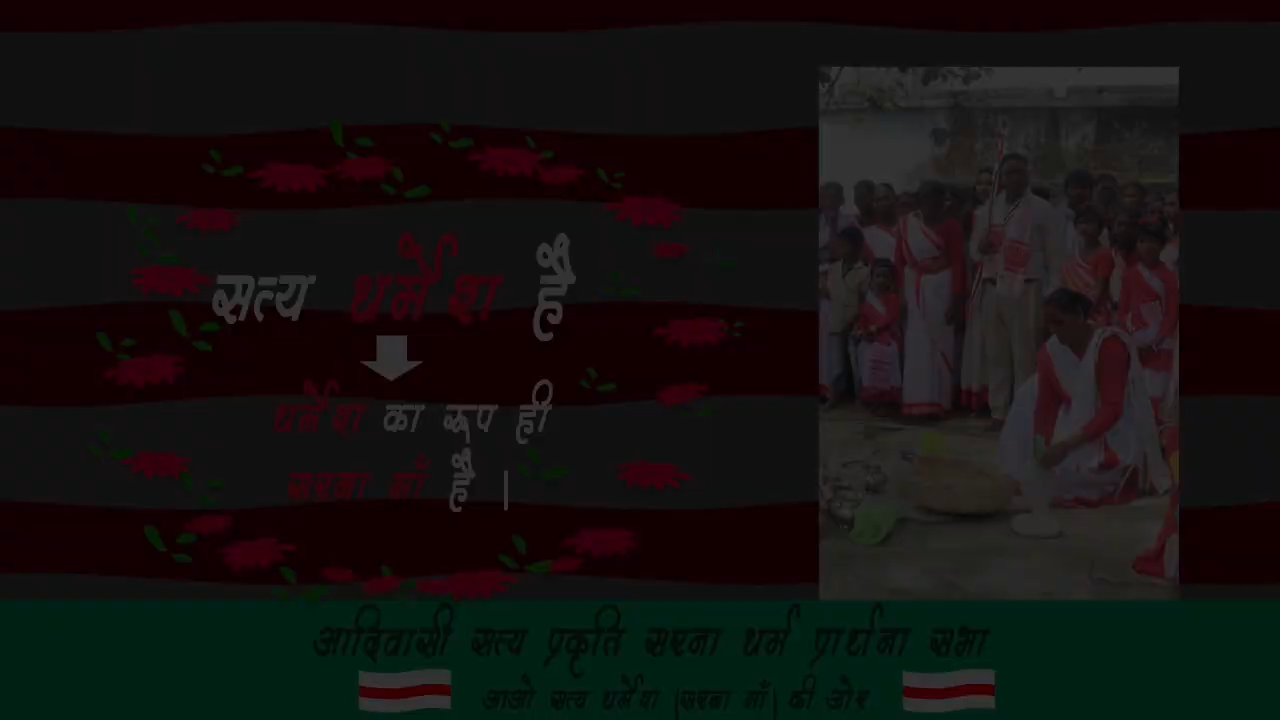 सत्य धर्मेश है
धर्मेश का रूप ही
सरना माँ है |
आदिवासी सत्य प्रकृति सरना धर्म प्रार्थना सभा
आओ सत्य धर्मेश (सरना माँ) की ओर